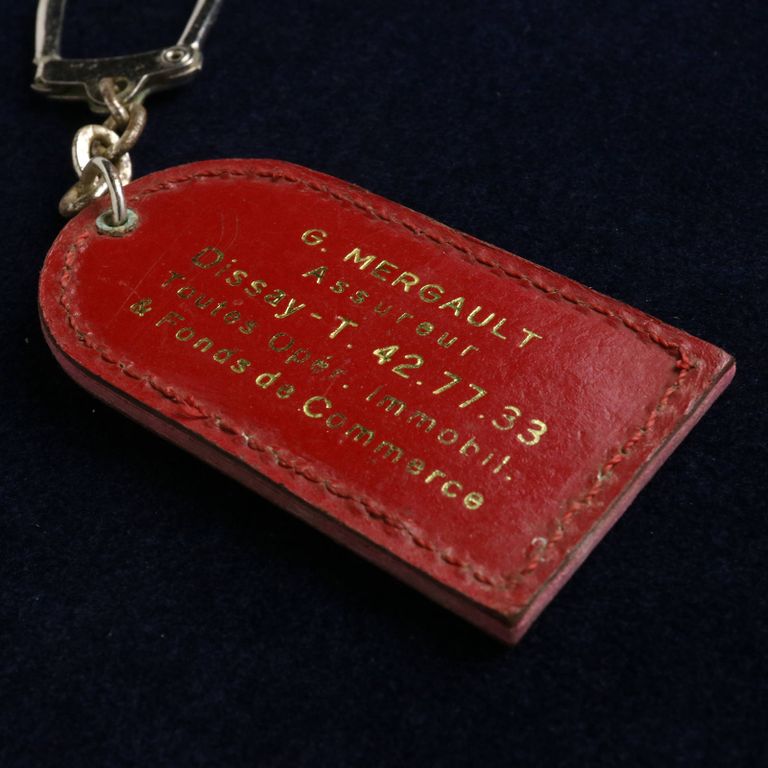 G. MERGAULT
Assureur
Dissay - T. 42.77.33
Toutes Opér. Immobil.
& Fonds de Commerce